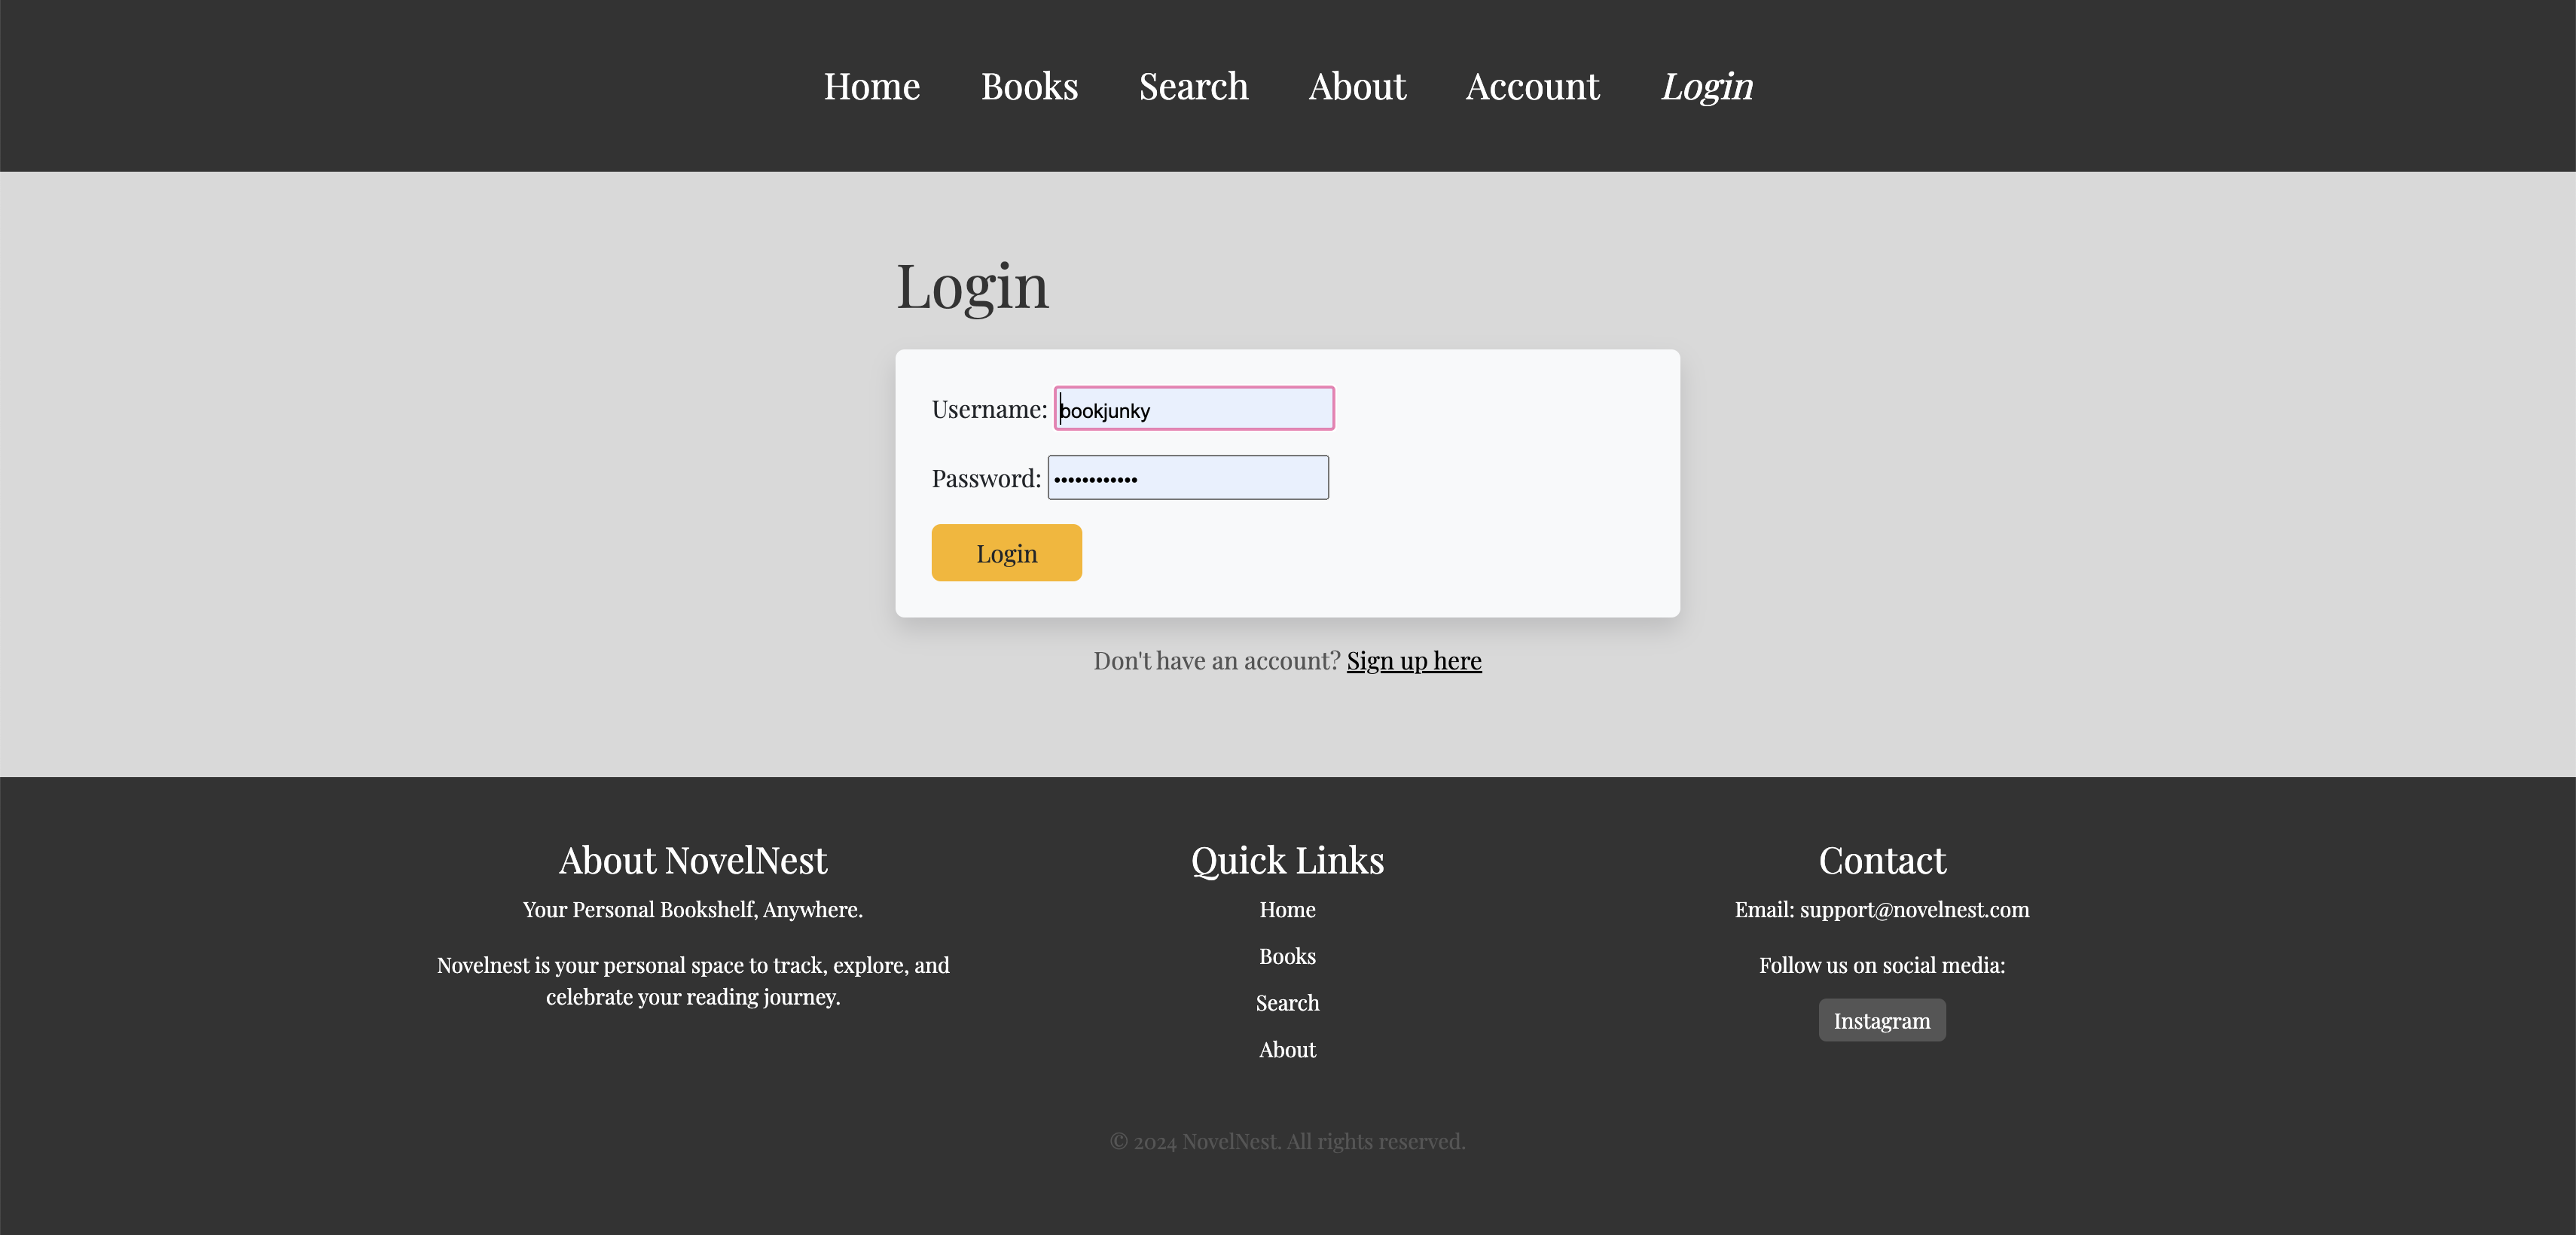 Home Books Search About Account Login
Login
Username: bookjunky
Password: ••••••••••••
Login
Don't have an account? Sign up here
About NovelNest
Your Personal Bookshelf, Anywhere.
Novelnest is your personal space to track, explore, and
celebrate your reading journey.
Quick Links
Home
Books
Search
About
Contact
Email: support@novelnest.com
Follow us on social media:
Instagram
© 2024 NovelNest. All rights reserved.